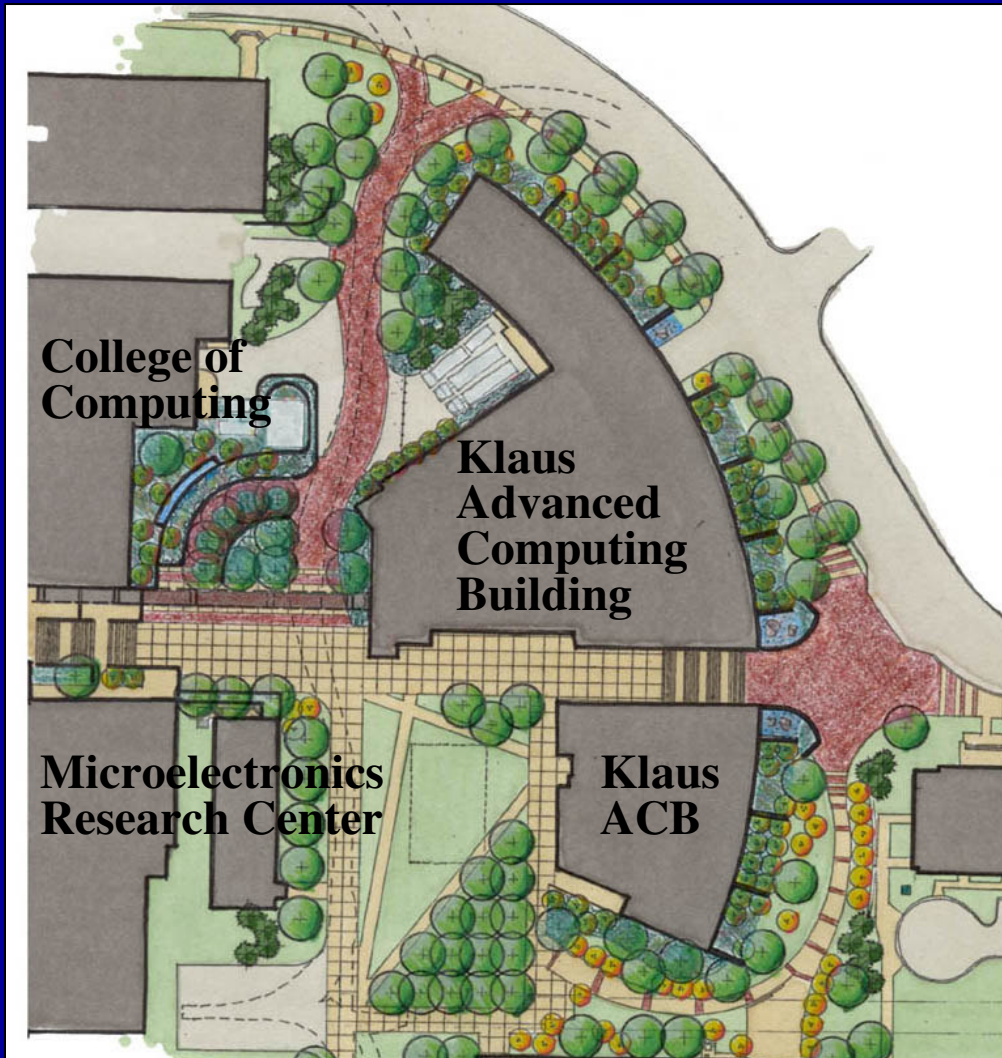 College of
Computing
Klaus
Advanced
Computing
Building
Microelectronics
Research Center
Klaus
ACB